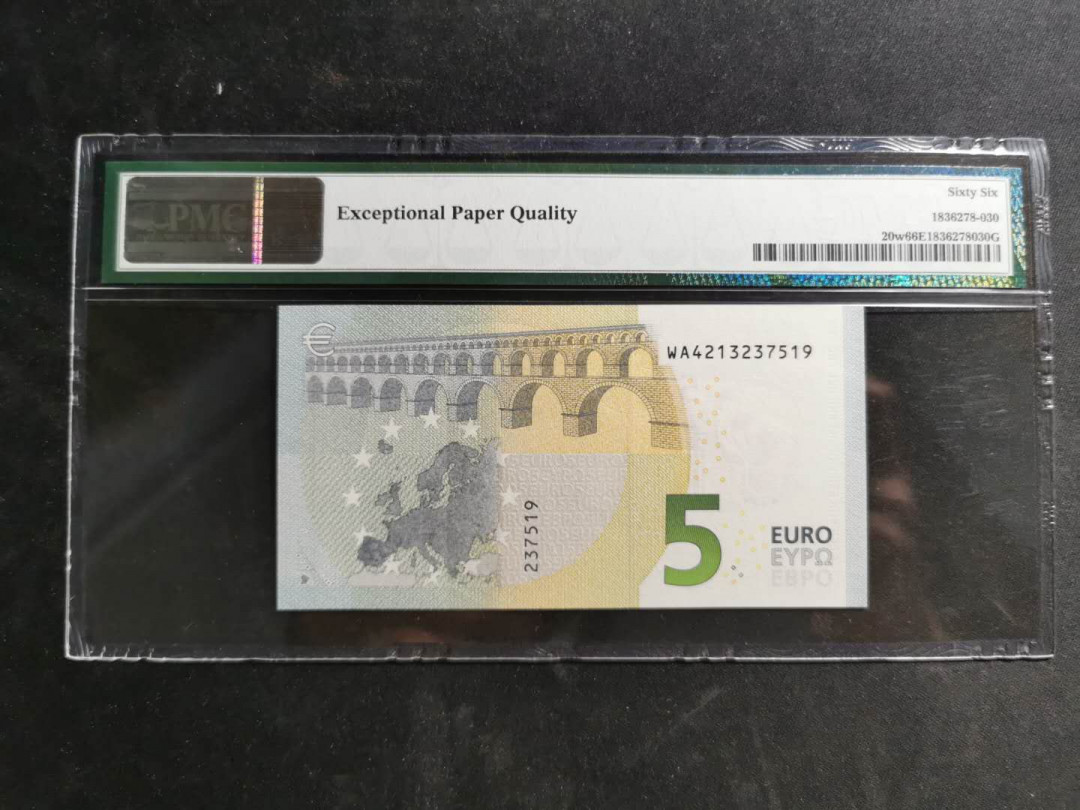 PMG
Exceptional Paper Quality
Sixty Six
1836278-030
20w66E1836278030G
€
WA4213237519
237519
5
EURO
ΕΥΡΩ
ЕВРО